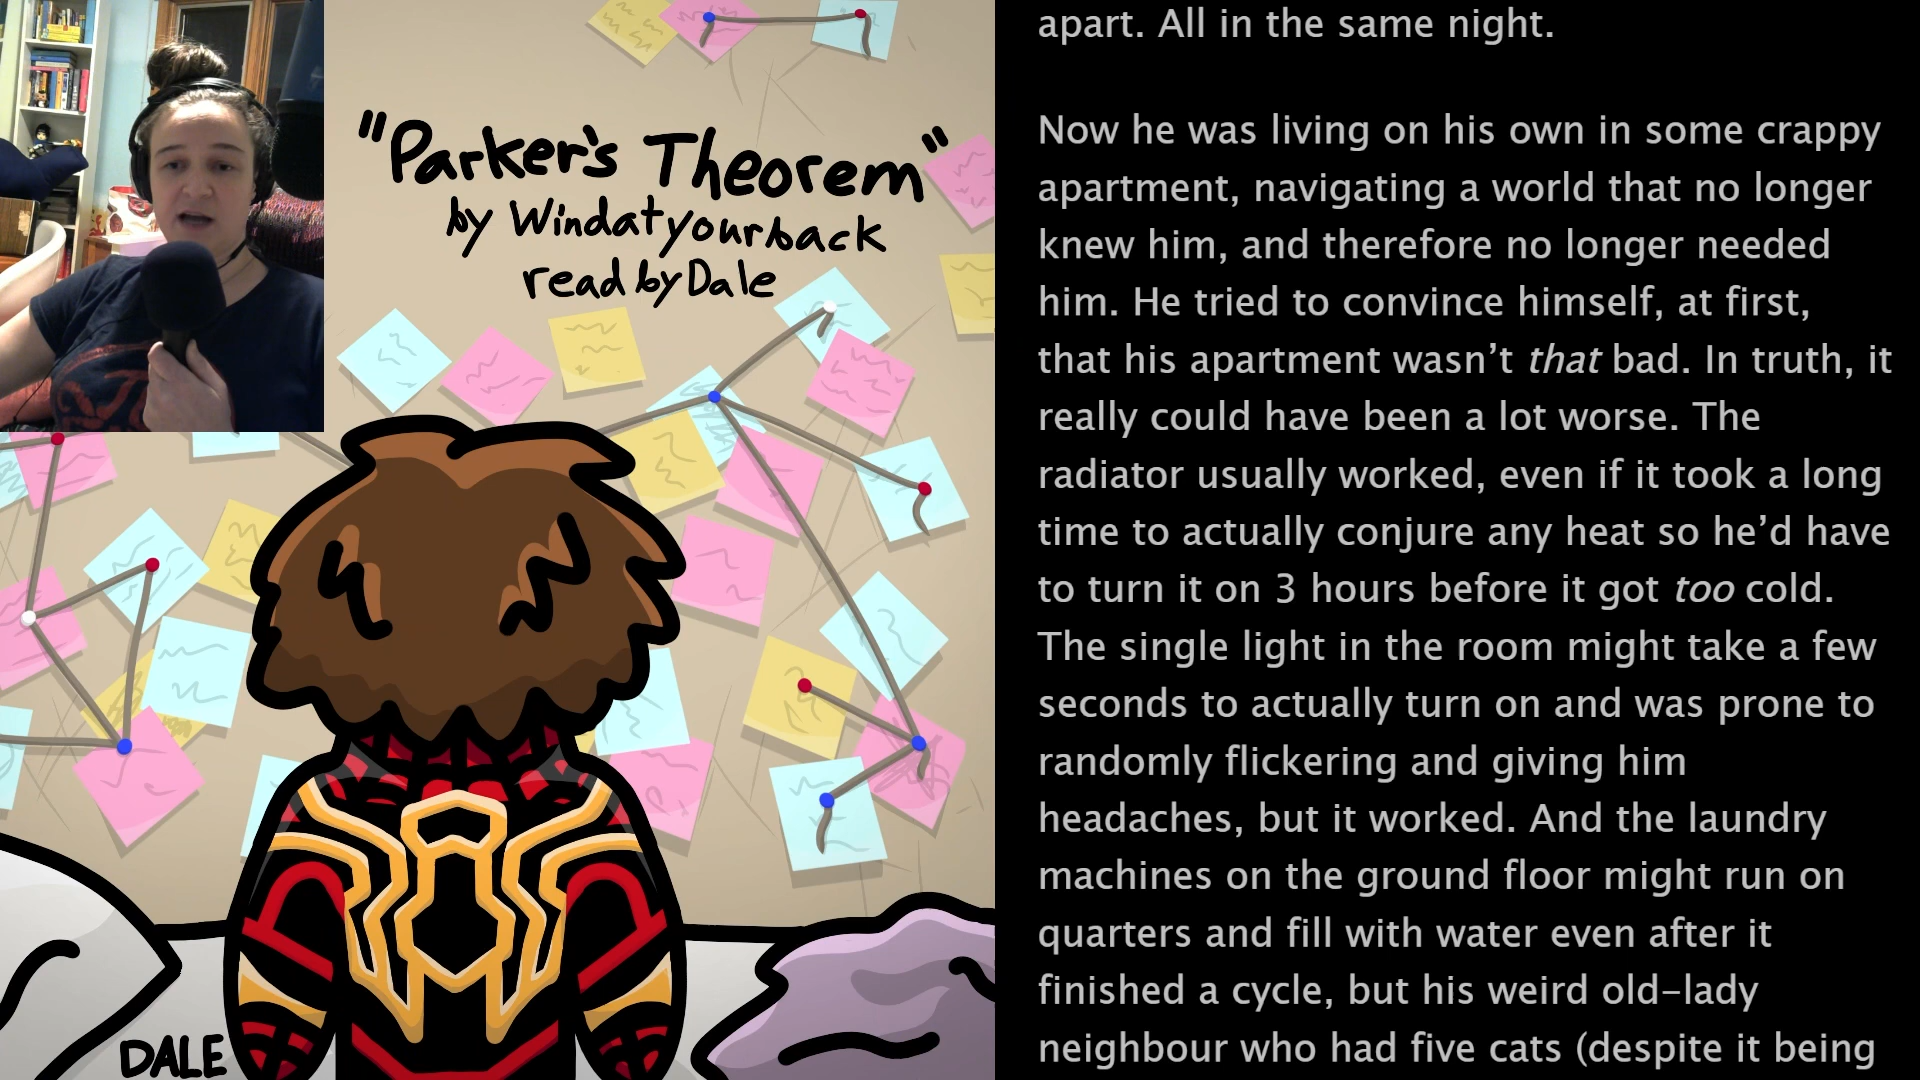 "Parker's Theorem"
by Windatyourback
read by Dale
DALE
apart. All in the same night.
Now he was living on his own in some crappy
apartment, navigating a world that no longer
knew him, and therefore no longer needed
him. He tried to convince himself, at first,
that his apartment wasn’t that bad. In truth, it
really could have been a lot worse. The
radiator usually worked, even if it took a long
time to actually conjure any heat so he’d have
to turn it on 3 hours before it got too cold.
The single light in the room might take a few
seconds to actually turn on and was prone to
randomly flickering and giving him
headaches, but it worked. And the laundry
machines on the ground floor might run on
quarters and fill with water even after it
finished a cycle, but his weird old-lady
neighbour who had five cats (despite it being